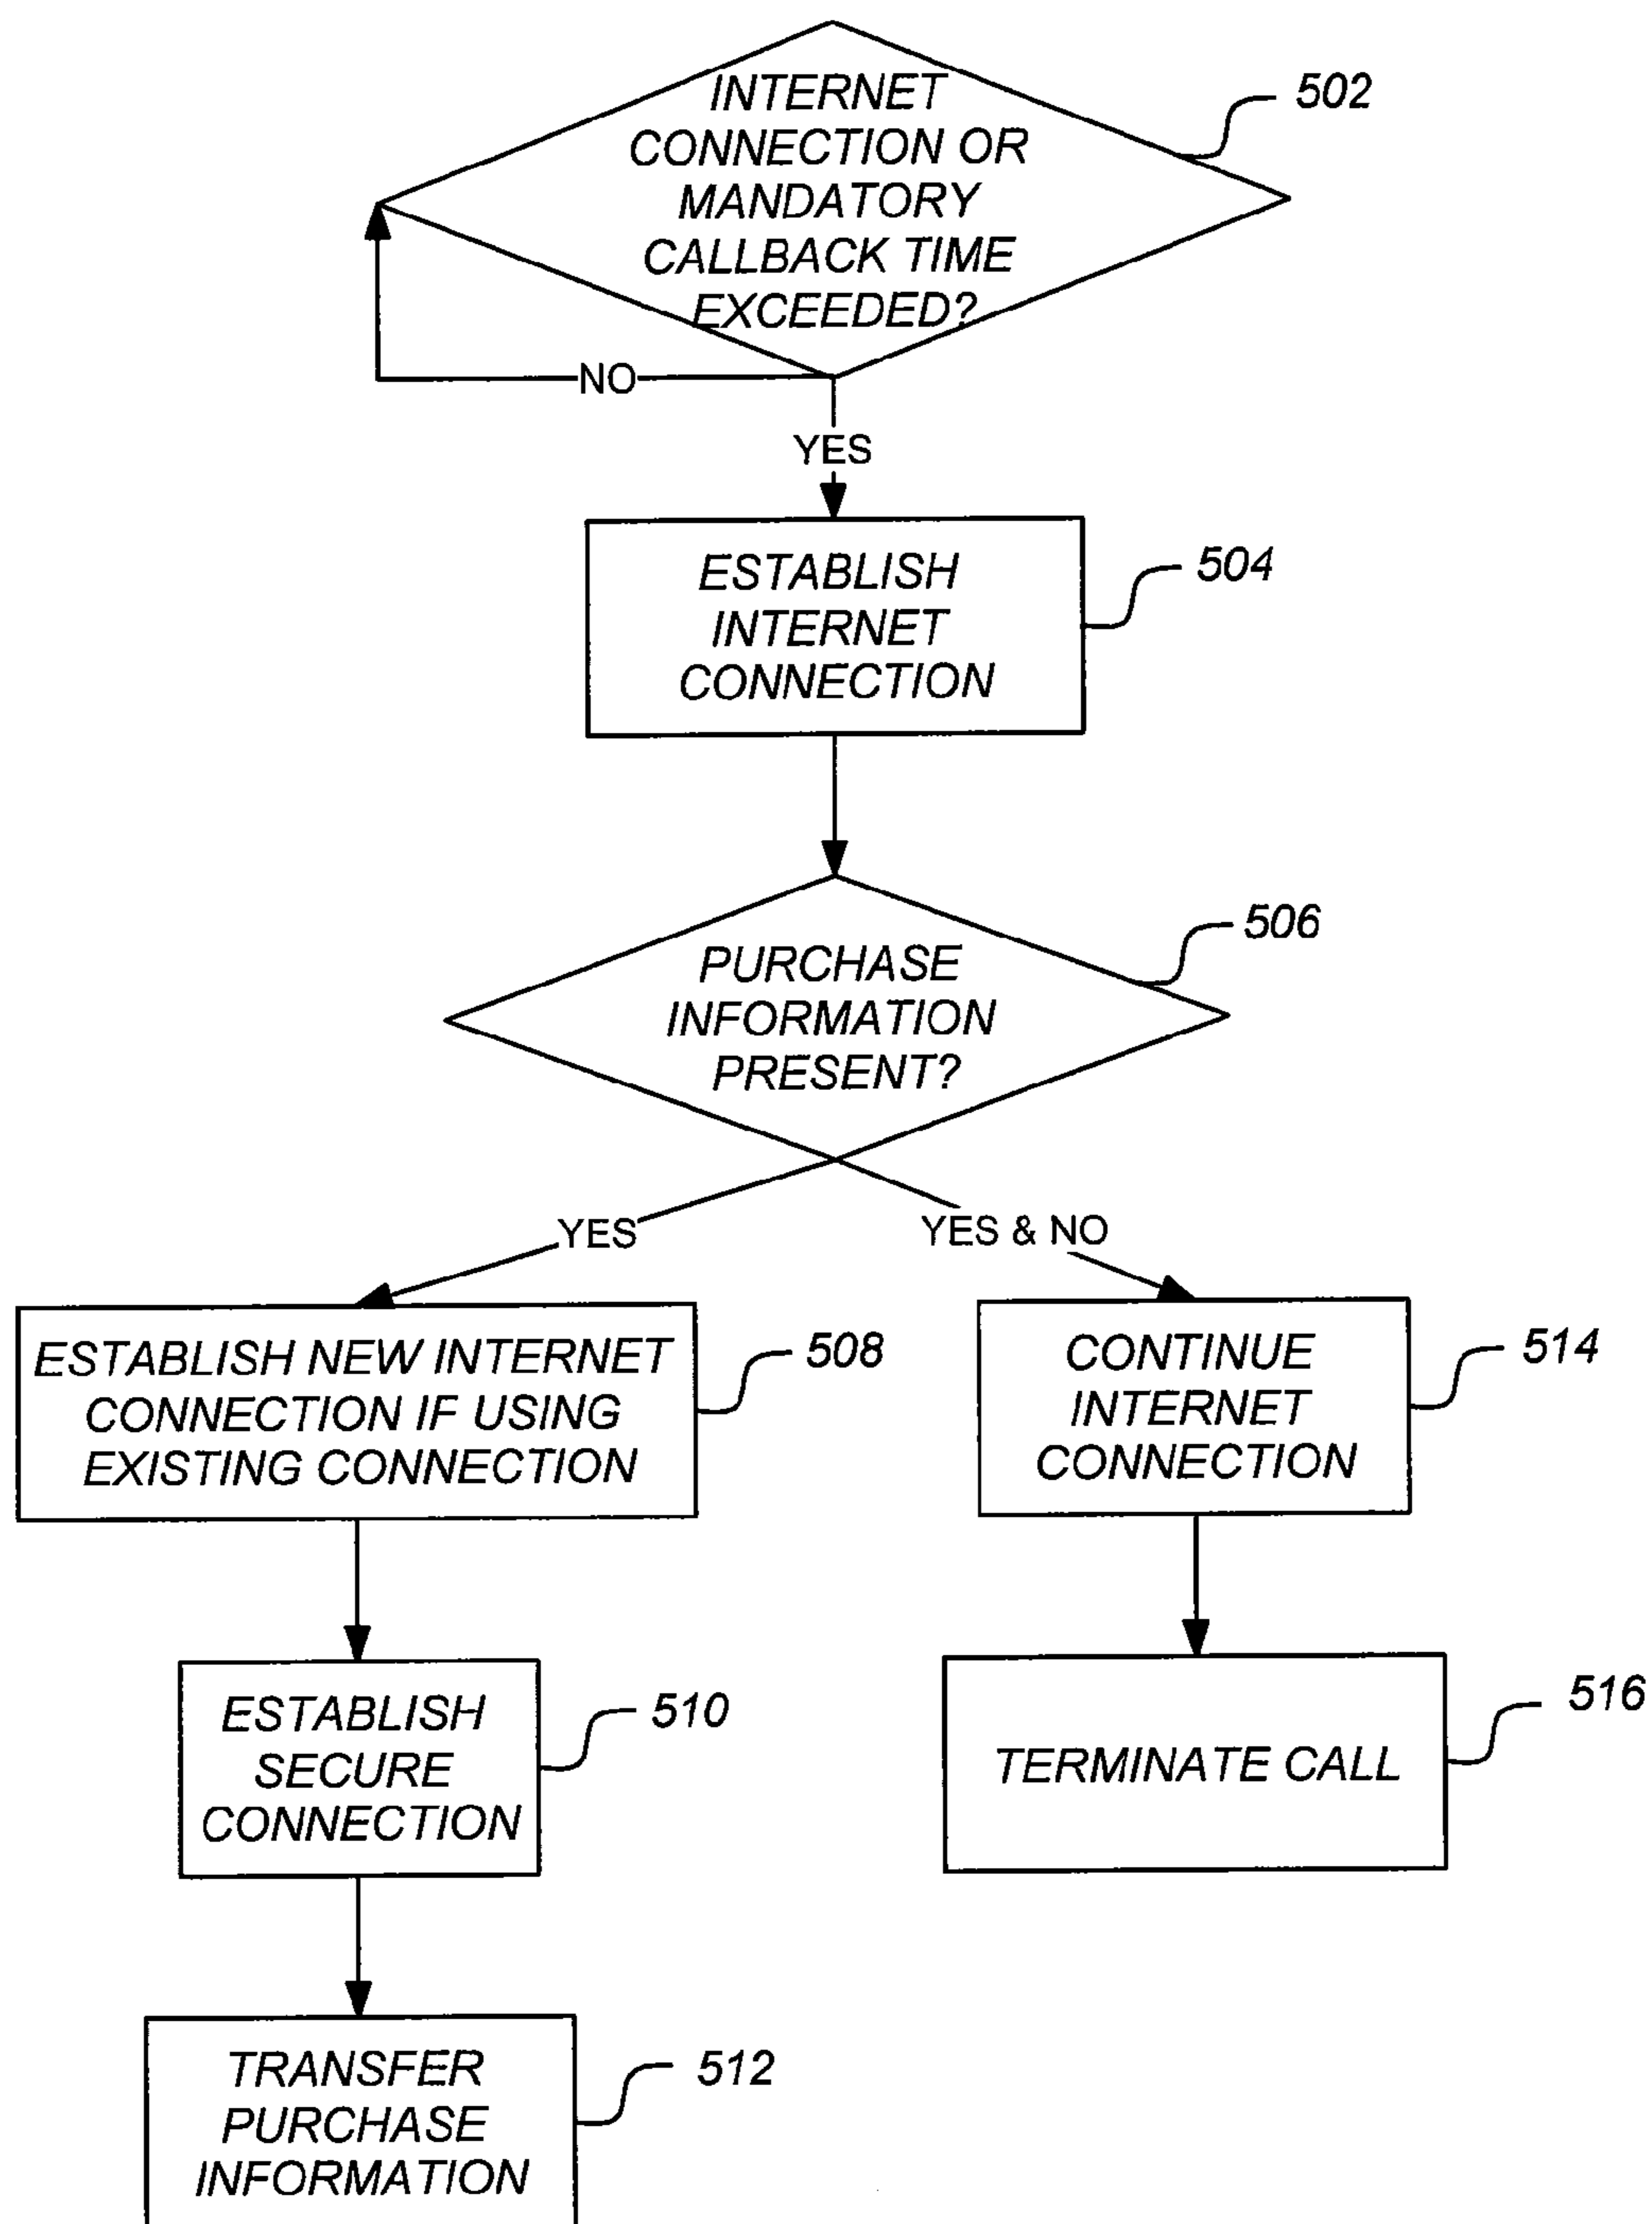 INTERNET
CONNECTION OR
MANDATORY
CALLBACK TIME
EXCEEDED?
502
NO
YES
ESTABLISH
INTERNET
CONNECTION
504
PURCHASE
INFORMATION
PRESENT?
506
YES
YES & NO
ESTABLISH NEW INTERNET
CONNECTION IF USING
EXISTING CONNECTION
508
CONTINUE
INTERNET
CONNECTION
514
ESTABLISH
SECURE
CONNECTION
510
TERMINATE CALL
516
TRANSFER
PURCHASE
INFORMATION
512